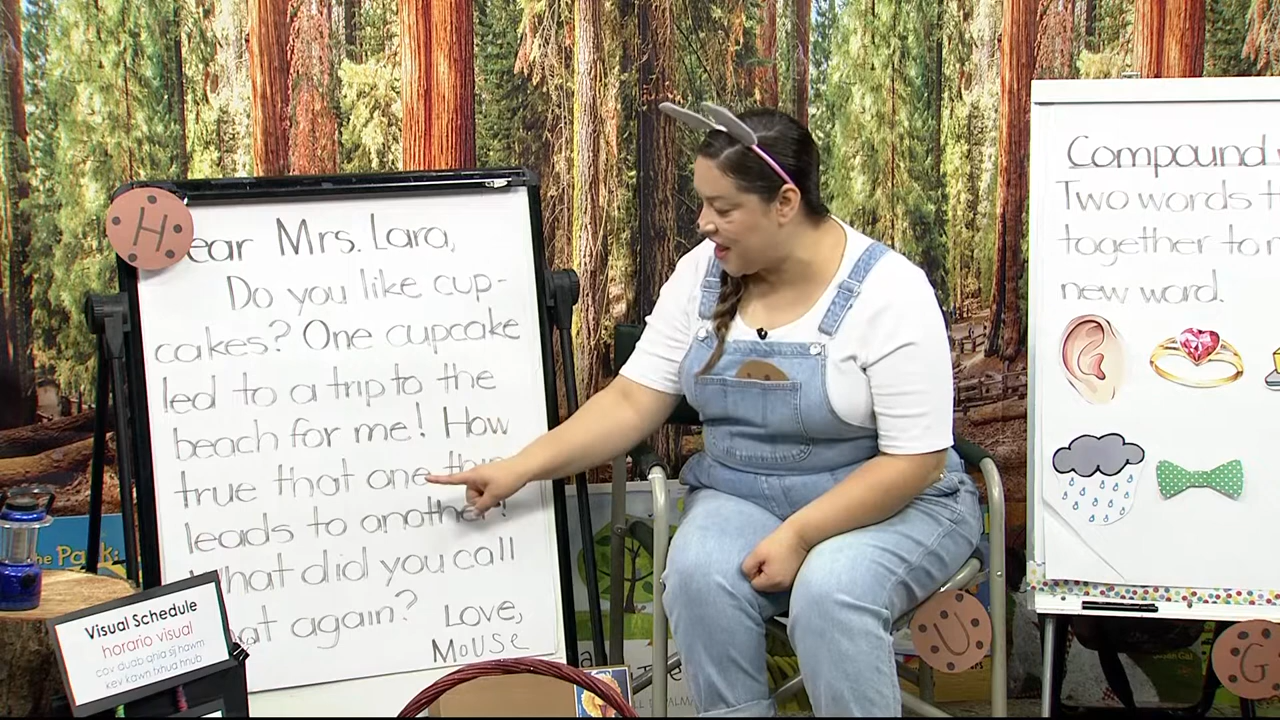 H
ear Mrs. Lara,
Do you like cup-
cakes? One cupcake
led to a trip to the
beach for me! How
true that one
leads to another!
What did you call
again?
Love,
Mouse
Visual Schedule
horario visual
cov duab qhia sij hawm
kev kawm txhua hnub
the Park:
Compound
Two words
together to
new word.
U
G